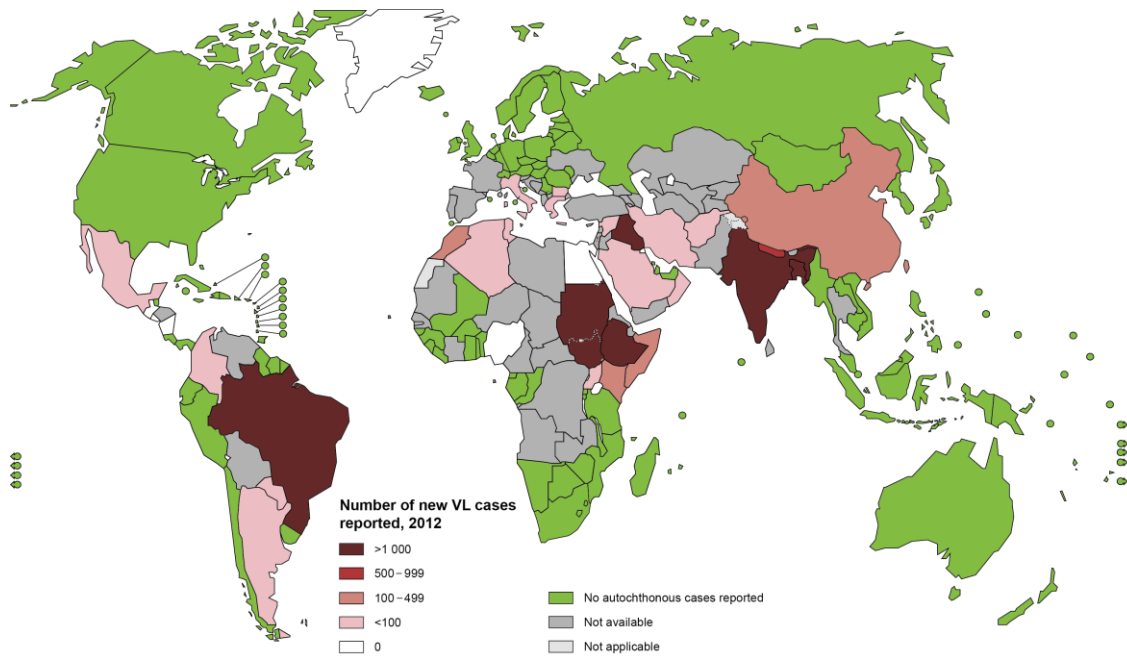 Number of new VL cases
reported, 2012
>1 000
500–999
100–499
<100
0
No autochthonous cases reported
Not available
Not applicable